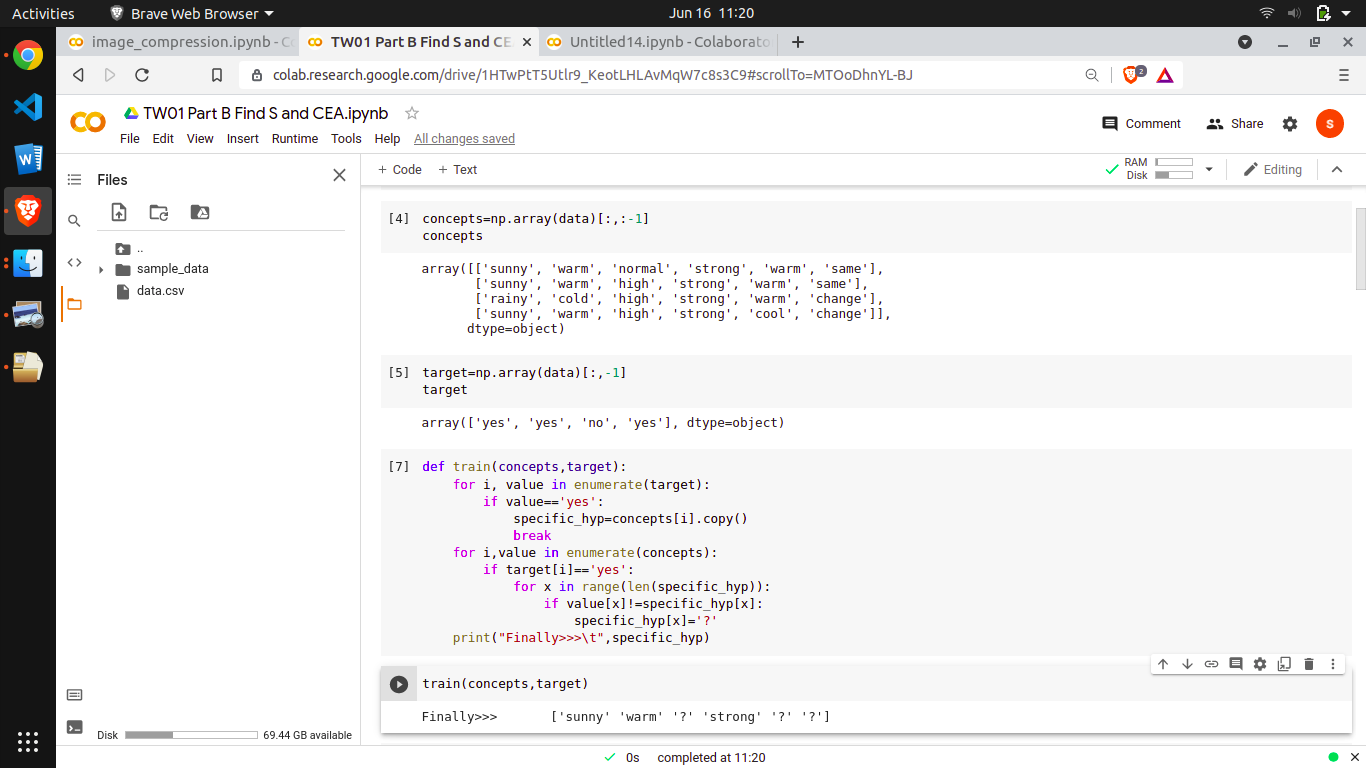 Activities
Brave Web Browser
Jun 16 11:20
image_compression.ipynb - Co
TW01 Part B Find S and CE
Untitled14.ipynb - Colaborato
colab.research.google.com/drive/1HTwPtT5Utlr9_KeotLHLAvMqW7c8s3C9#scrollTo=MTOoDhnYL-BJ
2
TW01 Part B Find S and CEA.ipynb
File Edit View Insert Runtime Tools Help All changes saved
Comment
Share
S
Files
+ Code + Text
RAM
Disk
Editing
..
sample_data
data.csv
[4] concepts=np.array(data)[:,:-1]
concepts
array([['sunny', 'warm', 'normal', 'strong', 'warm', 'same'],
['sunny', 'warm', 'high', 'strong', 'warm', 'same'],
['rainy', 'cold', 'high', 'strong', 'warm', 'change'],
['sunny', 'warm', 'high', 'strong', 'cool', 'change']],
dtype=object)
[5] target=np.array(data)[:,-1]
target
array(['yes', 'yes', 'no', 'yes'], dtype=object)
[7] def train(concepts,target):
for i, value in enumerate(target):
if value=='yes':
specific_hyp=concepts[i].copy()
break
for i,value in enumerate(concepts):
if target[i]=='yes':
for x in range(len(specific_hyp)):
if value[x]!=specific_hyp[x]:
specific_hyp[x]='?'
print("Finally>>>\t",specific_hyp)
train(concepts,target)
Finally>>> ['sunny' 'warm' '?' 'strong' '?' '?']
Disk
69.44 GB available
0s completed at 11:20